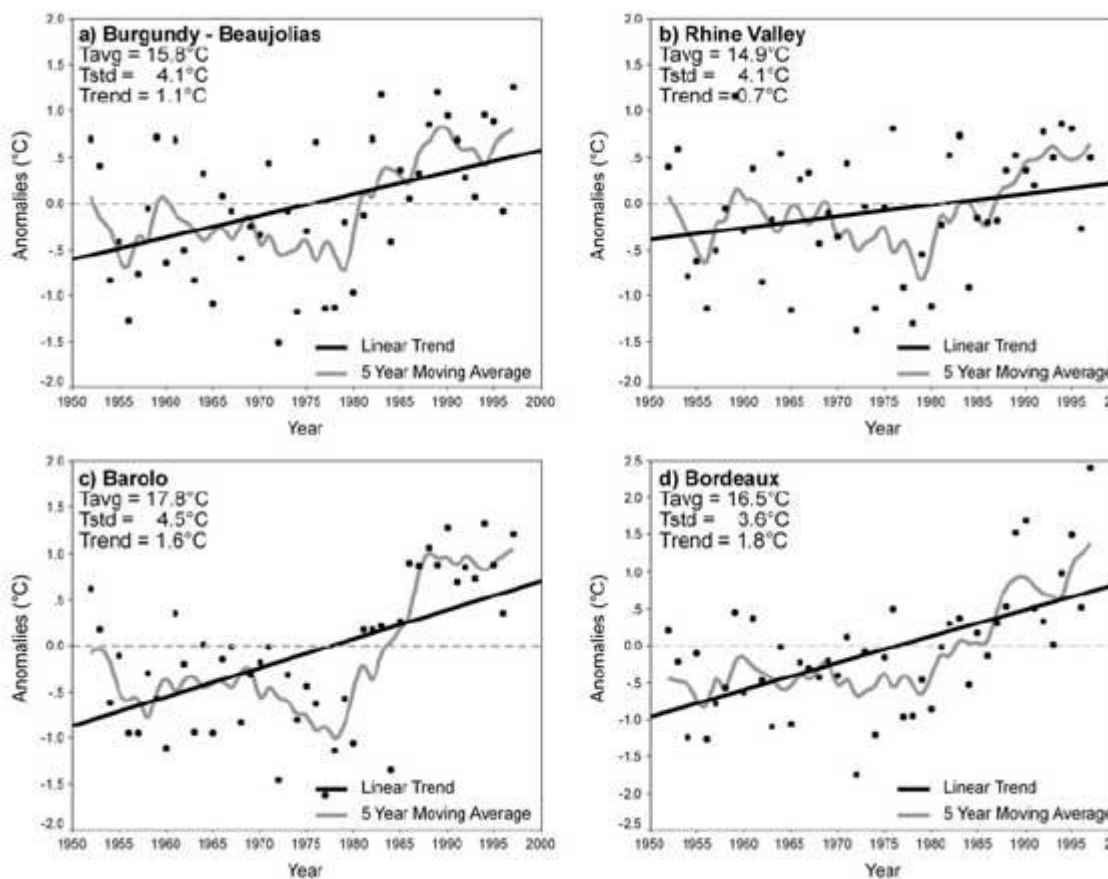 a) Burgundy - Beaujolias
Tavg = 15.8°C
Tstd = 4.1°C
Trend = 1.1°C
2.0
1.0
.5
0.0
-.5
-1.0
-1.5
-2.0
Anomalies (°C)
Linear Trend
5 Year Moving Average
1950 1955 1960 1965 1970 1975 1980 1985 1990 1995 2000
Year
b) Rhine Valley
Tavg = 14.9°C
Tstd = 4.1°C
Trend = 0.7°C
2.0
1.0
.5
0.0
-.5
-1.0
-1.5
-2.0
Anomalies (°C)
Linear Trend
5 Year Moving Average
1950 1955 1960 1965 1970 1975 1980 1985 1990 1995
Year
c) Barolo
Tavg = 17.8°C
Tstd = 4.5°C
Trend = 1.6°C
2.0
1.0
.5
0.0
-.5
-1.0
-1.5
-2.0
Anomalies (°C)
Linear Trend
5 Year Moving Average
1950 1955 1960 1965 1970 1975 1980 1985 1990 1995 2000
Year
d) Bordeaux
Tavg = 16.5°C
Tstd = 3.6°C
Trend = 1.8°C
2.5
2.0
1.5
1.0
.5
0.0
-.5
-1.0
-1.5
-2.0
-2.5
Anomalies (°C)
Linear Trend
5 Year Moving Average
1950 1955 1960 1965 1970 1975 1980 1985 1990 1995
Year